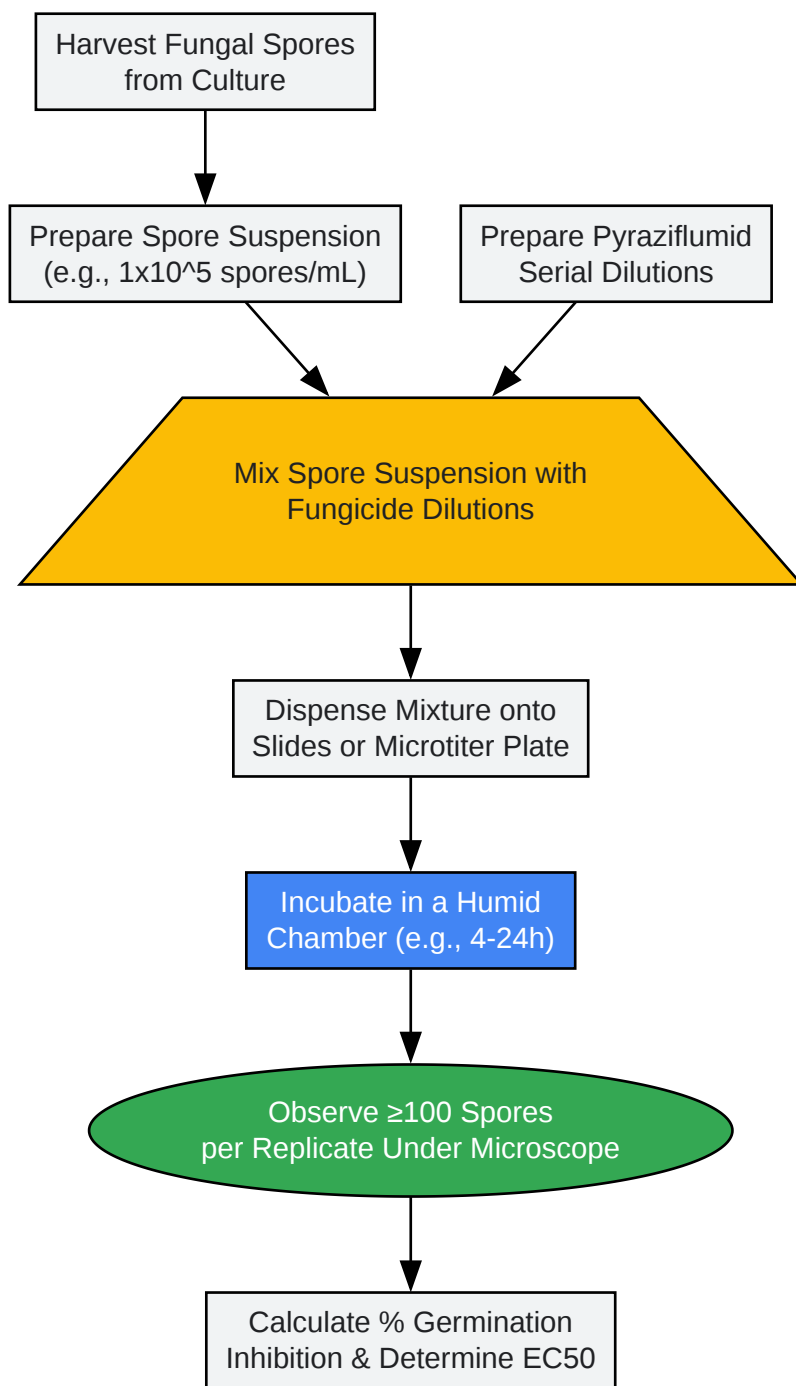 Harvest Fungal Spores
from Culture
Prepare Spore Suspension
(e.g., 1x10^5 spores/mL)
Prepare Pyraziflumid
Serial Dilutions
Mix Spore Suspension with
Fungicide Dilutions
Dispense Mixture onto
Slides or Microtiter Plate
Incubate in a Humid
Chamber (e.g., 4-24h)
Observe ≥100 Spores
per Replicate Under Microscope
Calculate % Germination
Inhibition & Determine EC50